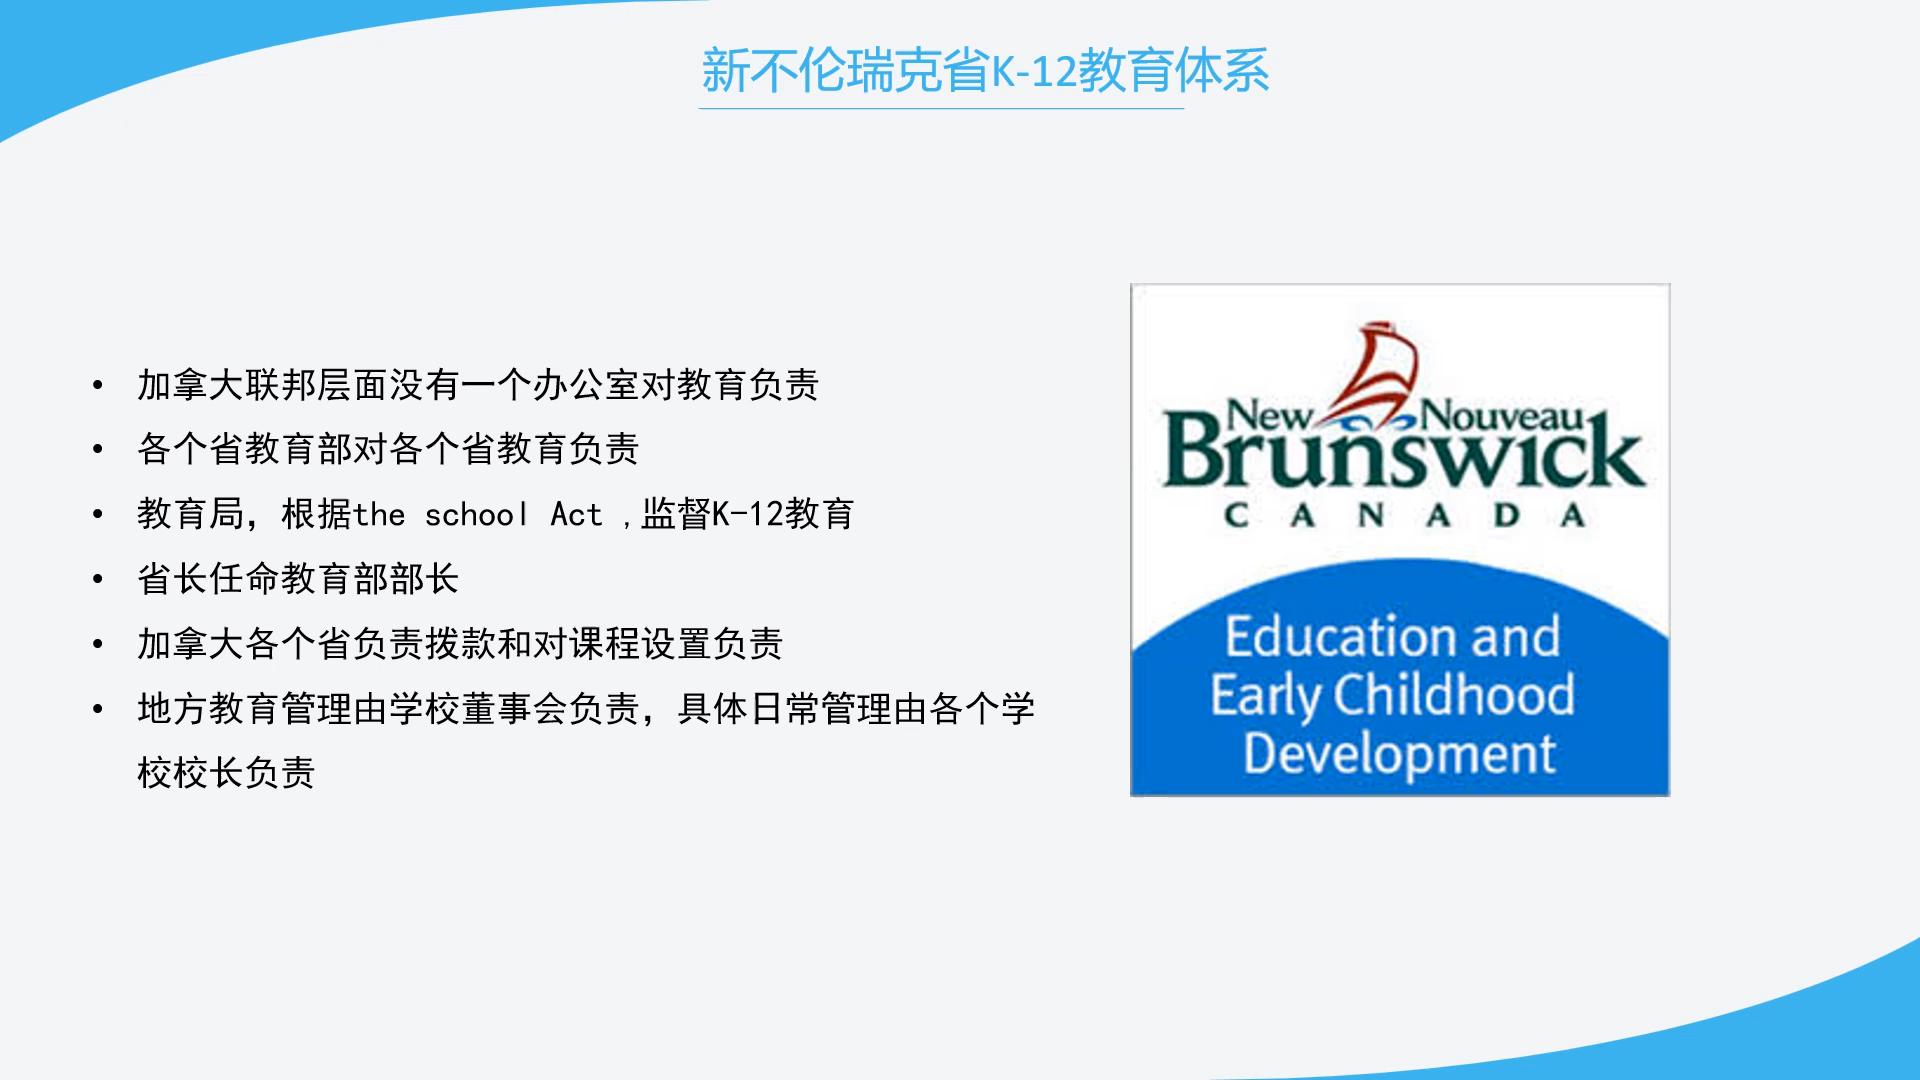 新不伦瑞克省K-12教育体系
• 加拿大联邦层面没有一个办公室对教育负责
• 各个省教育部对各个省教育负责
• 教育局，根据the school Act ,监督K-12教育
• 省长任命教育部部长
• 加拿大各个省负责拨款和对课程设置负责
• 地方教育管理由学校董事会负责，具体日常管理由各个学
校校长负责
New Nouveau
Brunswick
CANADA
Education and
Early Childhood
Development